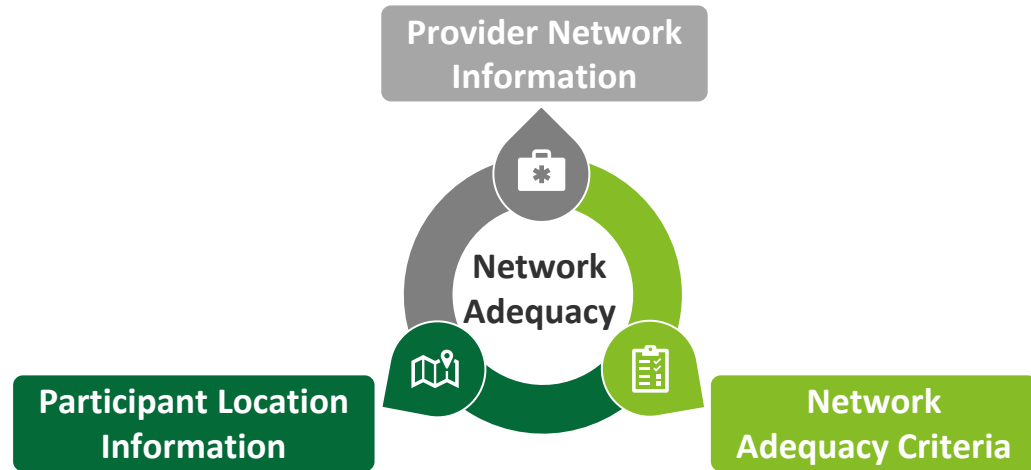 Provider Network
Information
Network
Adequacy
Participant Location
Information
Network
Adequacy Criteria